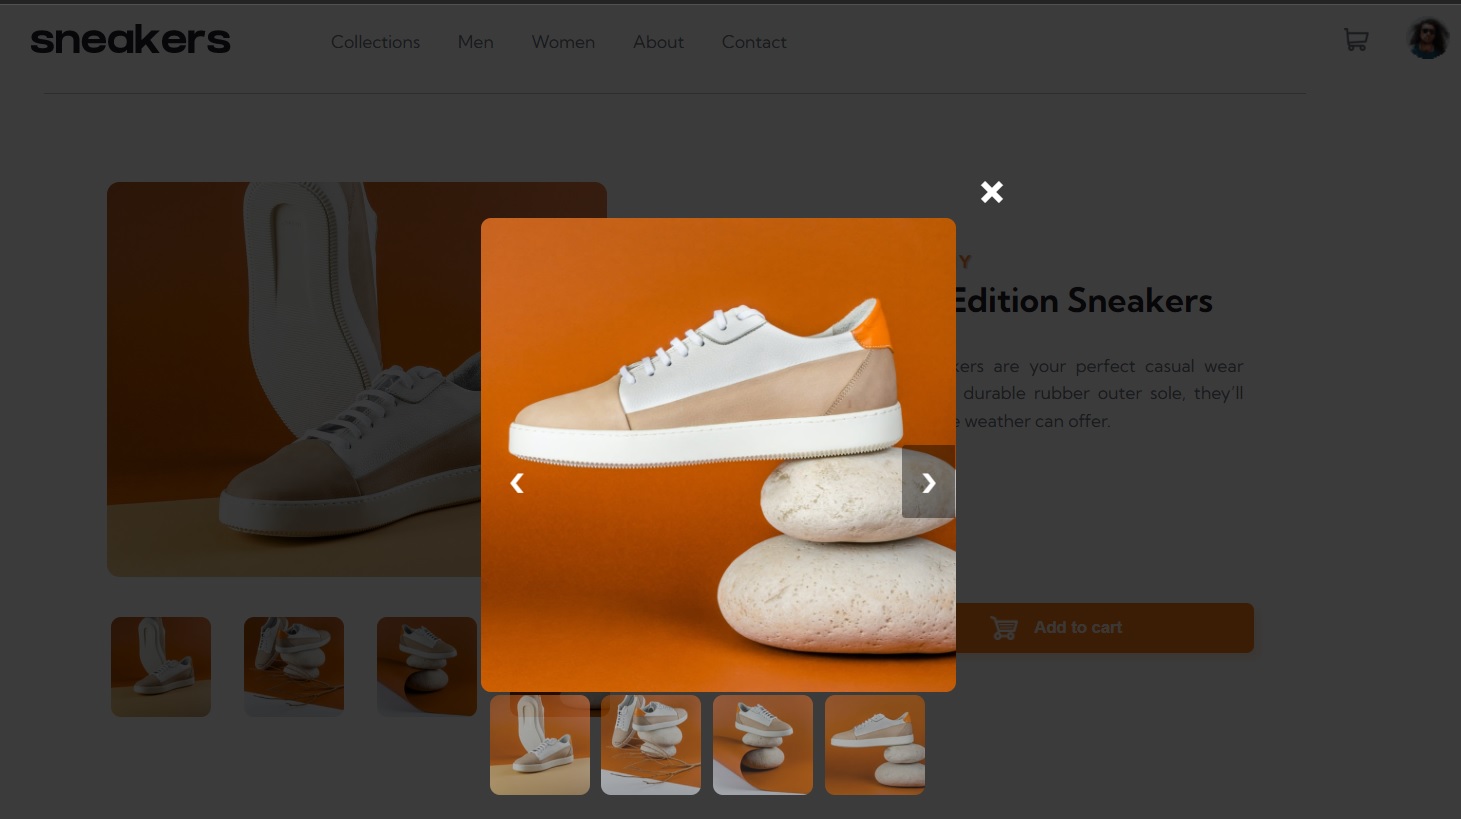 sneakers
Collections Men Women About Contact
Y
Edition Sneakers
kers are your perfect casual wear
durable rubber outer sole, they'll
e weather can offer.
Add to cart